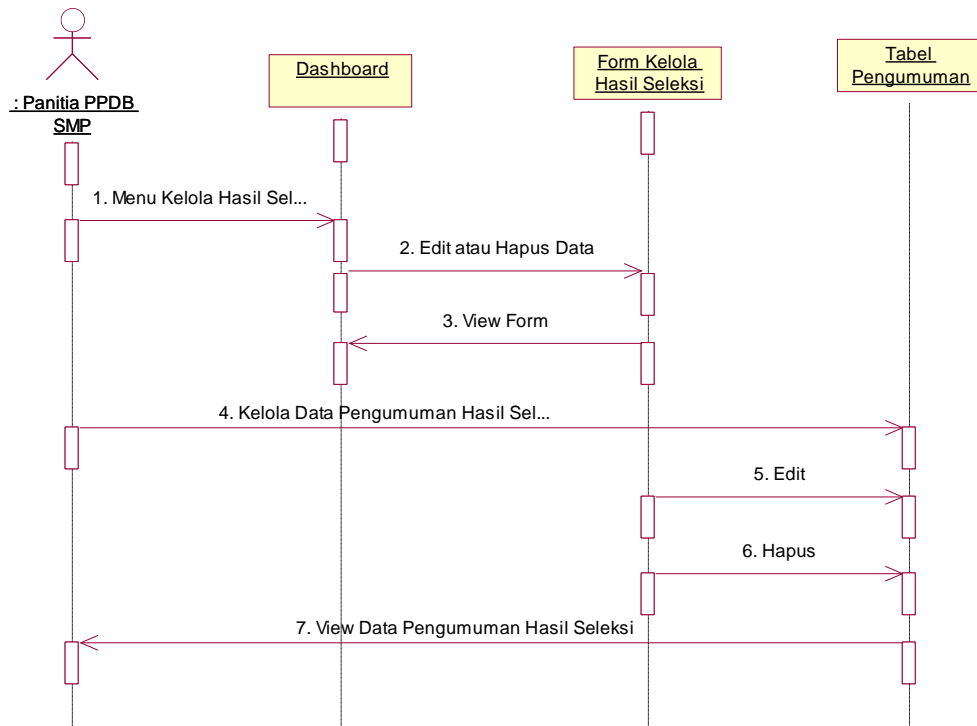 : Panitia PPDB
SMP
Dashboard
Form Kelola
Hasil Seleksi
Tabel
Pengumuman
1. Menu Kelola Hasil Sel...
2. Edit atau Hapus Data
3. View Form
4. Kelola Data Pengumuman Hasil Sel...
5. Edit
6. Hapus
7. View Data Pengumuman Hasil Seleksi